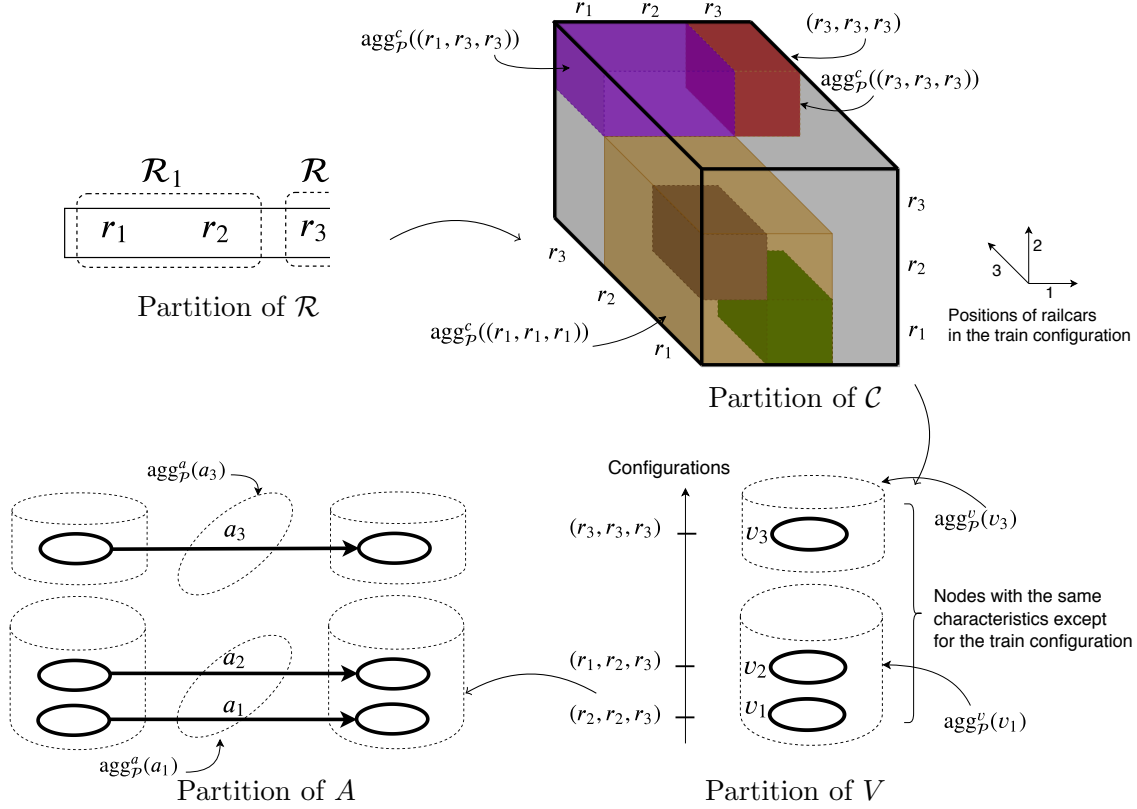 r₁ r₂ r₃
(r₃, r₃, r₃)
agg^c_𝒫((r₁, r₃, r₃))
agg^c_𝒫((r₃, r₃, r₃))
ℛ₁ ℛ
r₁ r₂ r₃
Partition of ℛ
r₃
r₂
r₁
r₃
r₂
r₁
agg^c_𝒫((r₁, r₁, r₁))
2
3
1
Positions of railcars
in the train configuration
Partition of 𝒞
agg^a_𝒫(a₃)
a₃
a₂
a₁
agg^a_𝒫(a₁)
Partition of A
Configurations
(r₃, r₃, r₃)
(r₁, r₂, r₃)
(r₂, r₂, r₃)
v₃
v₂
v₁
agg^v_𝒫(v₃)
Nodes with the same
characteristics except
for the train configuration
agg^v_𝒫(v₁)
Partition of V